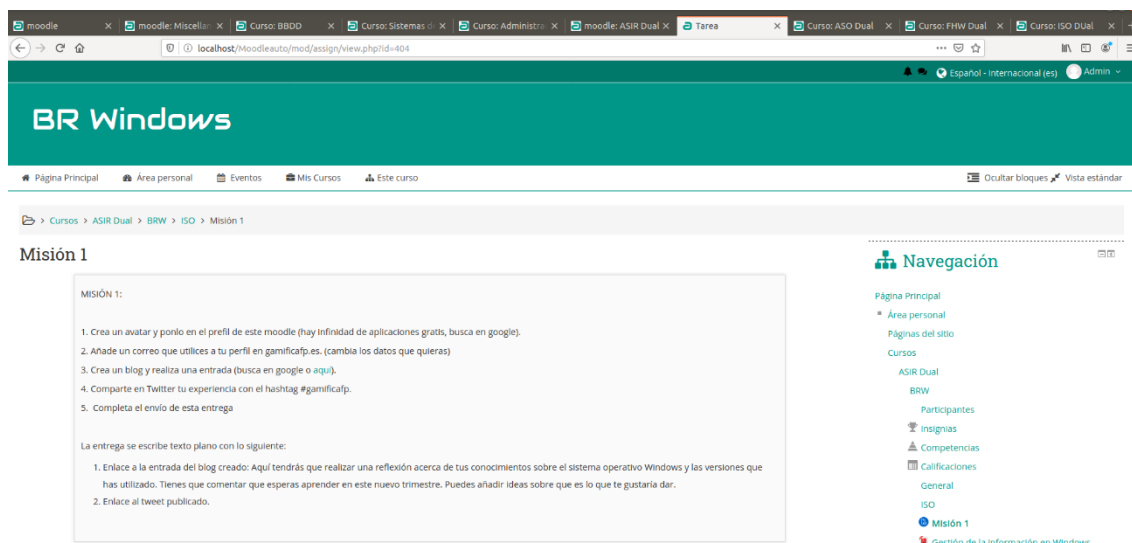 moodle
moodle: Miscellan
Curso: BBDD
Curso: Sistemas d
Curso: Administra
moodle: ASIR Dual
Tarea
Curso: ASO Dual
Curso: FHW Dual
Curso: ISO DUal
localhost/Moodleauto/mod/assign/view.php?id=404
Español - Internacional (es) Admin
BR Windows
Página Principal Área personal Eventos Mis Cursos Este curso
Ocultar bloques Vista estándar
> Cursos > ASIR Dual > BRW > ISO > Misión 1
Misión 1
MISIÓN 1:
1. Crea un avatar y ponlo en el prefil de este moodle (hay infinidad de aplicaciones gratis, busca en google).
2. Añade un correo que utilices a tu perfil en gamificafp.es. (cambia los datos que quieras)
3. Crea un blog y realiza una entrada (busca en google o aquí).
4. Comparte en Twitter tu experiencia con el hashtag #gamificafp.
5. Completa el envío de esta entrega
La entrega se escribe texto plano con lo siguiente:
1. Enlace a la entrada del blog creado: Aquí tendrás que realizar una reflexión acerca de tus conocimientos sobre el sistema operativo Windows y las versiones que
has utilizado. Tienes que comentar que esperas aprender en este nuevo trimestre. Puedes añadir ideas sobre que es lo que te gustaría dar.
2. Enlace al tweet publicado.
Navegación
Página Principal
Área personal
Páginas del sitio
Cursos
ASIR Dual
BRW
Participantes
Insignias
Competencias
Calificaciones
General
ISO
Misión 1
Gestión de la información en Windows